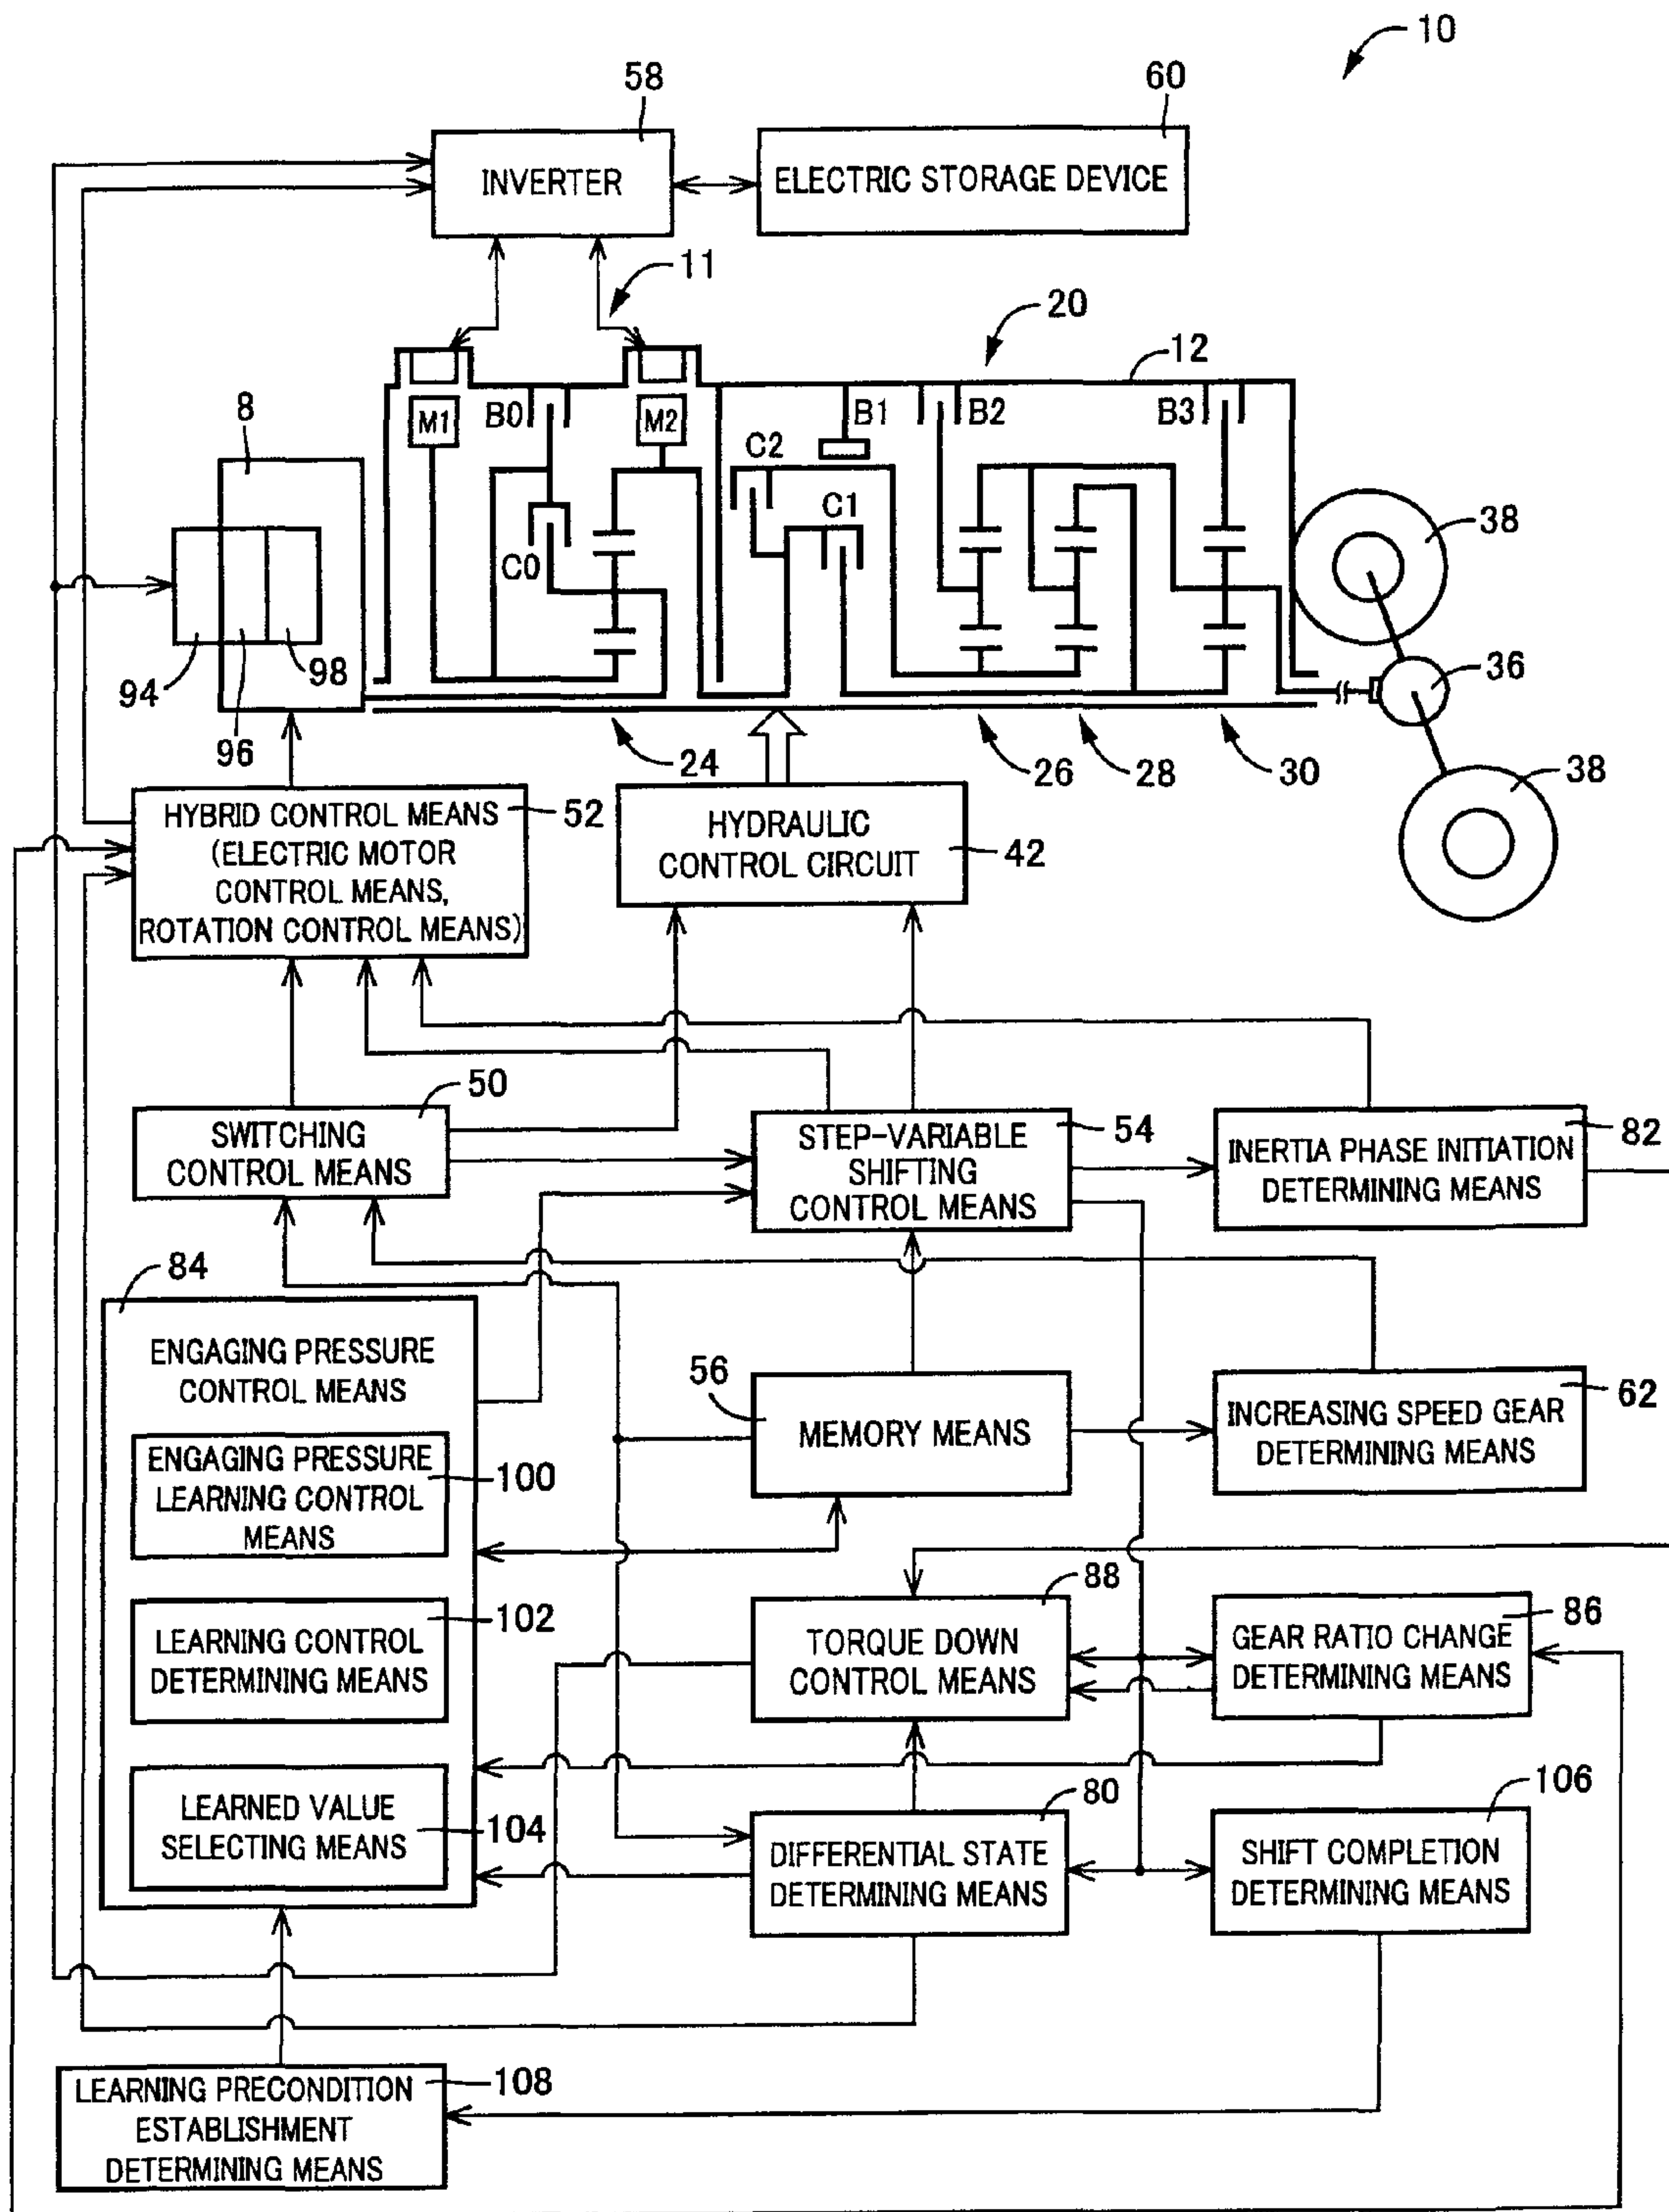 10
58
60
INVERTER
ELECTRIC STORAGE DEVICE
11
20
12
8
M1
B0
M2
B1
B2
B3
C2
C1
C0
38
94
96
98
36
24
26
28
30
38
HYBRID CONTROL MEANS
(ELECTRIC MOTOR
CONTROL MEANS,
ROTATION CONTROL MEANS)
52
HYDRAULIC
CONTROL CIRCUIT
42
50
SWITCHING
CONTROL MEANS
STEP-VARIABLE
SHIFTING
CONTROL MEANS
54
INERTIA PHASE INITIATION
DETERMINING MEANS
82
84
ENGAGING PRESSURE
CONTROL MEANS
56
MEMORY MEANS
INCREASING SPEED GEAR
DETERMINING MEANS
62
ENGAGING PRESSURE
LEARNING CONTROL
MEANS
100
88
LEARNING CONTROL
DETERMINING MEANS
102
TORQUE DOWN
CONTROL MEANS
GEAR RATIO CHANGE
DETERMINING MEANS
86
LEARNED VALUE
SELECTING MEANS
104
80
DIFFERENTIAL STATE
DETERMINING MEANS
106
SHIFT COMPLETION
DETERMINING MEANS
LEARNING PRECONDITION
ESTABLISHMENT
DETERMINING MEANS
108